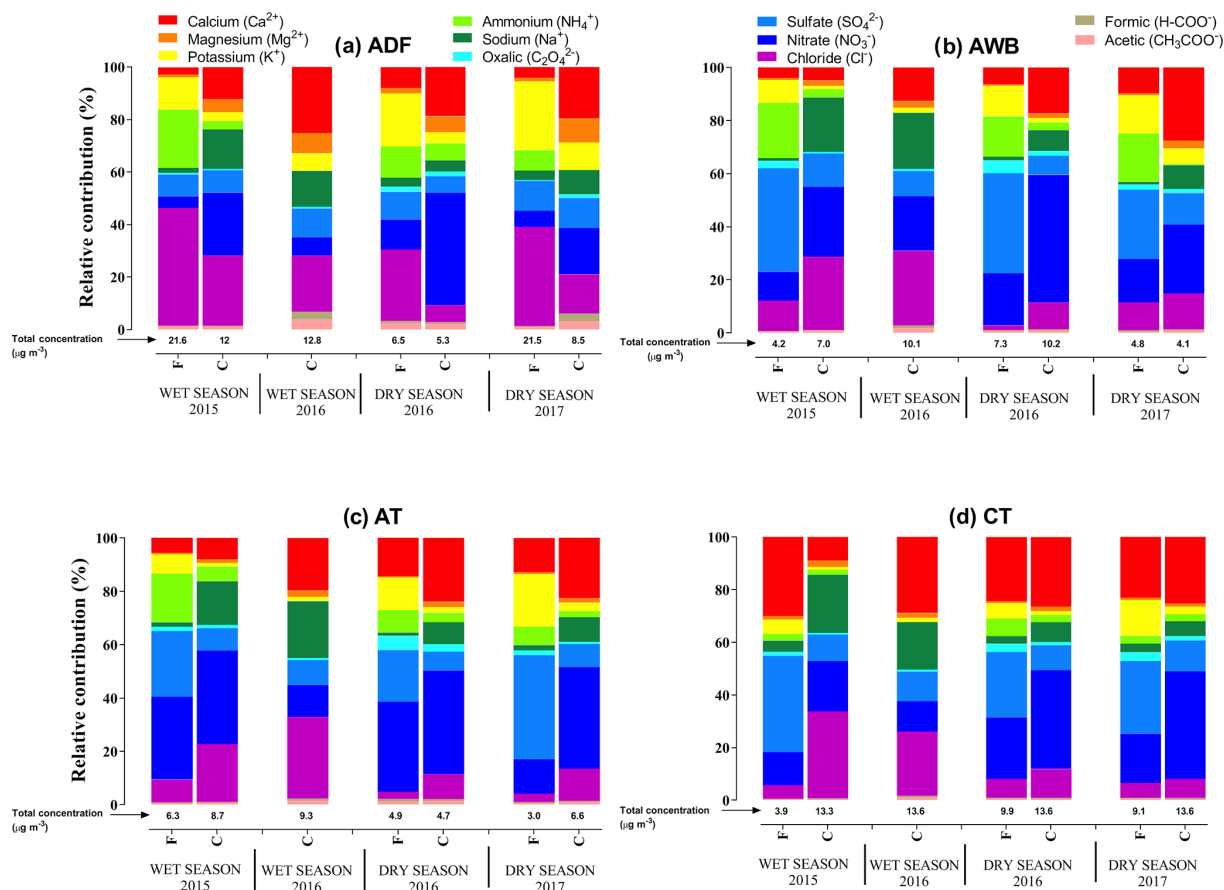 Calcium (Ca²⁺)
Magnesium (Mg²⁺)
Potassium (K⁺)
Ammonium (NH₄⁺)
Sodium (Na⁺)
Oxalic (C₂O₄²⁻)
Sulfate (SO₄²⁻)
Nitrate (NO₃⁻)
Chloride (Cl⁻)
Formic (H-COO⁻)
Acetic (CH₃COO⁻)
(a) ADF
Relative contribution (%)
100
80
60
40
20
0
Total concentration
(µg m⁻³)
21.6 12 12.8 6.5 5.3 21.5 8.5
F C C F C F C
WET SEASON WET SEASON DRY SEASON DRY SEASON
2015 2016 2016 2017
(b) AWB
100
80
60
40
20
0
Total concentration
(µg m⁻³)
4.2 7.0 10.1 7.3 10.2 4.8 4.1
F C C F C F C
WET SEASON WET SEASON DRY SEASON DRY SEASON
2015 2016 2016 2017
(c) AT
Relative contribution (%)
100
80
60
40
20
0
Total concentration
(µg m⁻³)
6.3 8.7 9.3 4.9 4.7 3.0 6.6
F C C F C F C
WET SEASON WET SEASON DRY SEASON DRY SEASON
2015 2016 2016 2017
(d) CT
100
80
60
40
20
0
Total concentration
(µg m⁻³)
3.9 13.3 13.6 9.9 13.6 9.1 13.6
F C C F C F C
WET SEASON WET SEASON DRY SEASON DRY SEASON
2015 2016 2016 2017